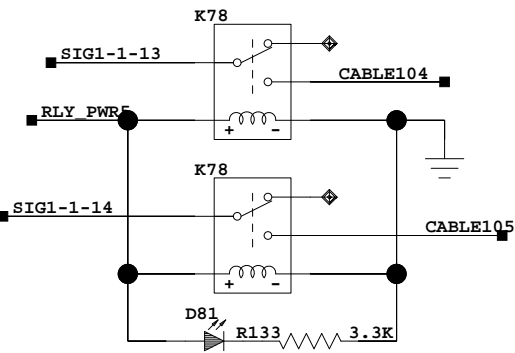 K78
SIG1-1-13
CABLE104
RLY_PWR5
+ -
K78
SIG1-1-14
CABLE105
+ -
D81
R133 3.3K